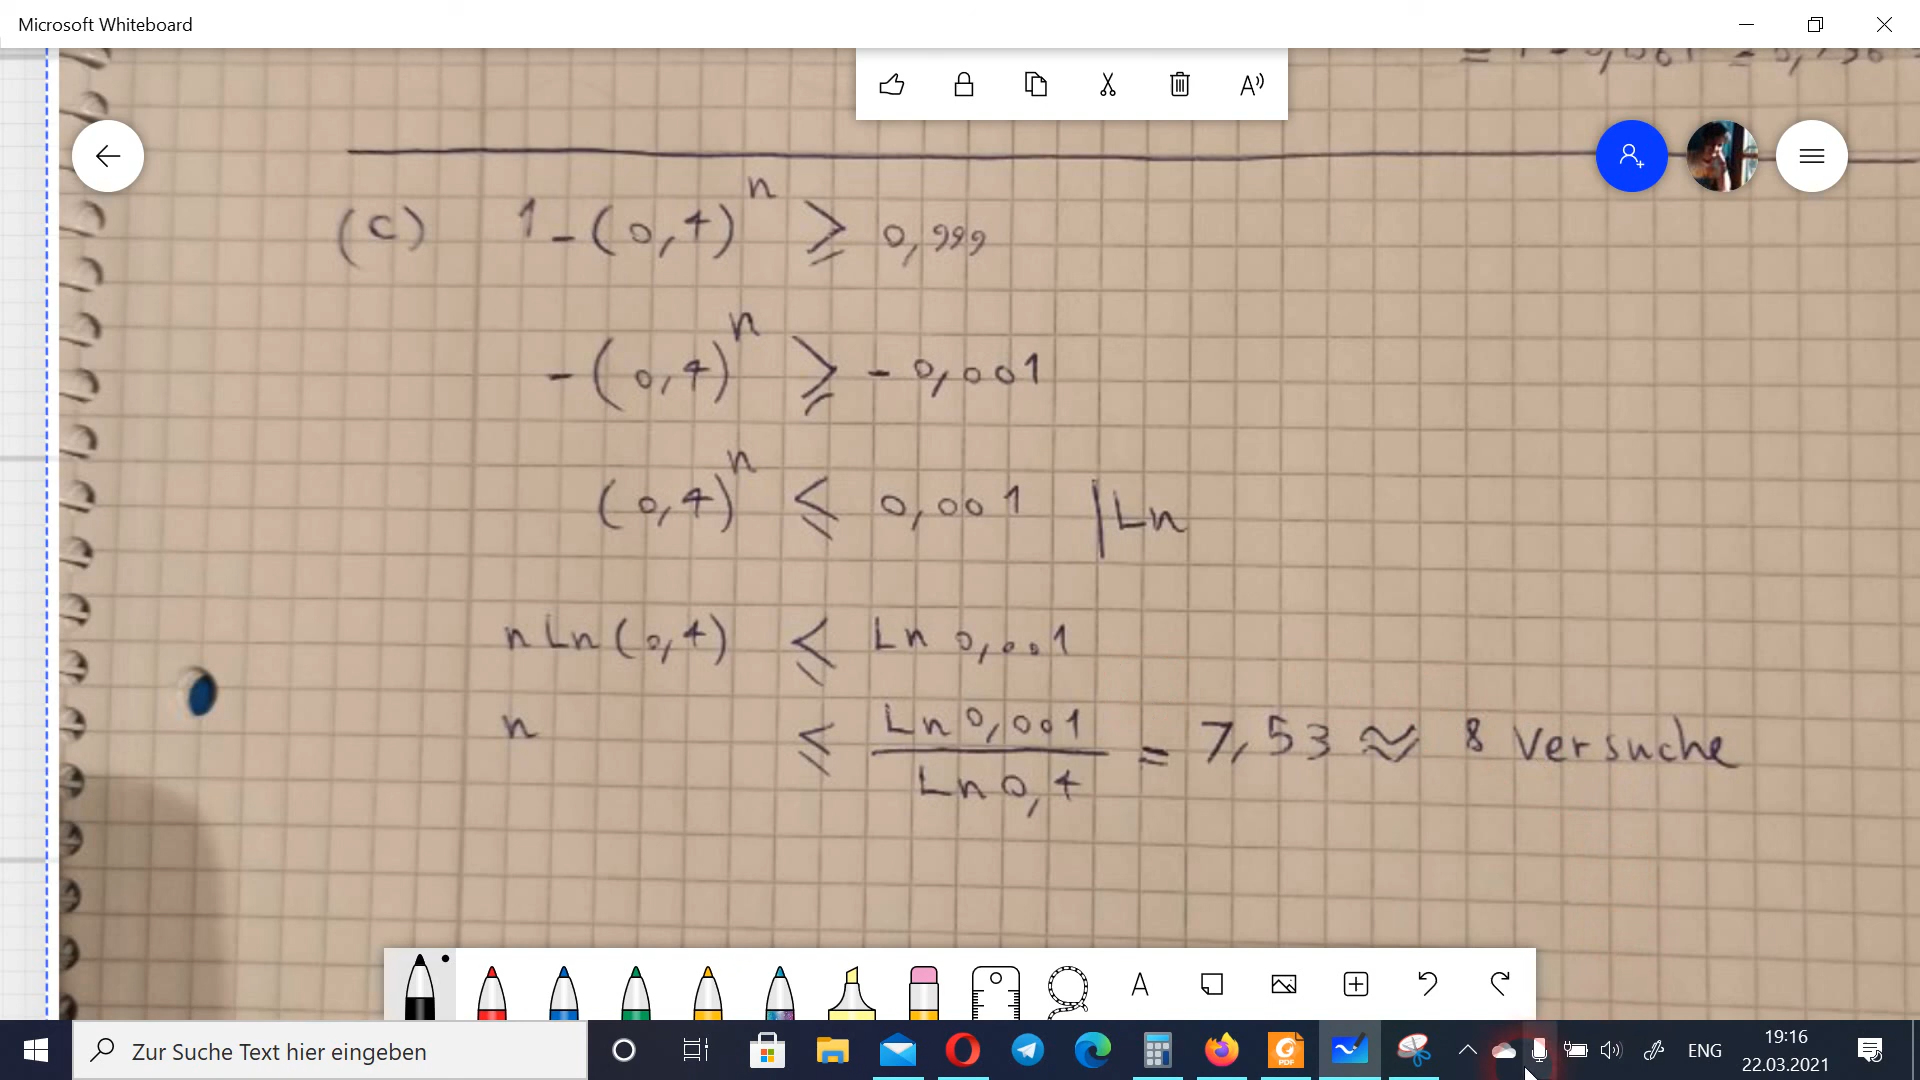 Microsoft Whiteboard
(c) 1 - (0,4)^n ≥ 0,999
- (0,4)^n ≥ - 0,001
(0,4)^n ≤ 0,001 | Ln
n Ln (0,4) ≤ Ln 0,001
n ≤ Ln 0,001 / Ln 0,4 = 7,53 ≈ 8 Versuche
Zur Suche Text hier eingeben
ENG
19:16
22.03.2021